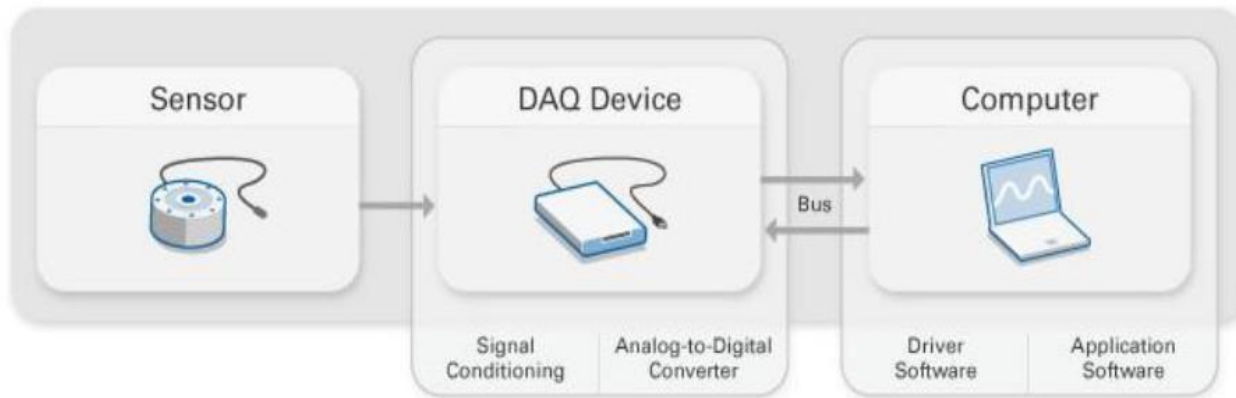 Sensor
DAQ Device
Computer
Bus
Signal
Conditioning
Analog-to-Digital
Converter
Driver
Software
Application
Software